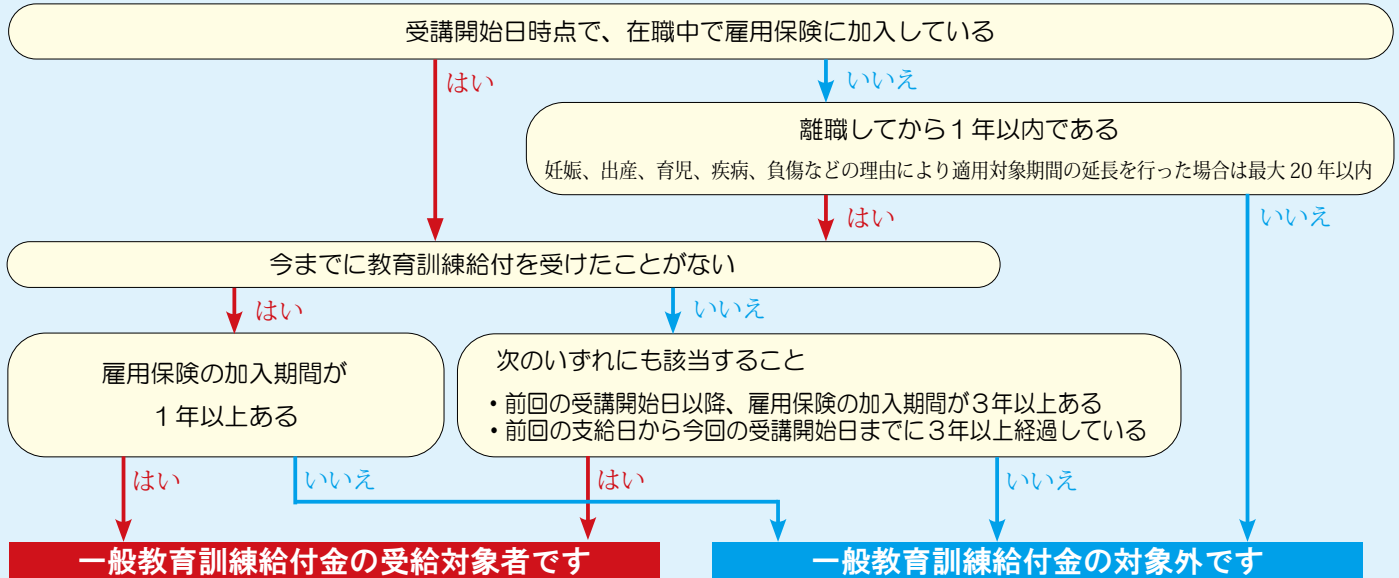 受講開始日時点で、在職中で雇用保険に加入している
はい
いいえ
離職してから1年以内である
妊娠、出産、育児、疾病、負傷などの理由により適用対象期間の延長を行った場合は最大20年以内
はい
いいえ
今までに教育訓練給付を受けたことがない
はい
いいえ
雇用保険の加入期間が
1年以上ある
次のいずれにも該当すること
・前回の受講開始日以降、雇用保険の加入期間が3年以上ある
・前回の支給日から今回の受講開始日までに3年以上経過している
はい
いいえ
はい
いいえ
一般教育訓練給付金の受給対象者です
一般教育訓練給付金の対象外です